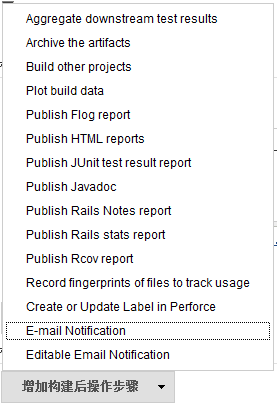 Aggregate downstream test results
Archive the artifacts
Build other projects
Plot build data
Publish Flog report
Publish HTML reports
Publish JUnit test result report
Publish Javadoc
Publish Rails Notes report
Publish Rails stats report
Publish Rcov report
Record fingerprints of files to track usage
Create or Update Label in Perforce
E-mail Notification
Editable Email Notification
增加构建后操作步骤